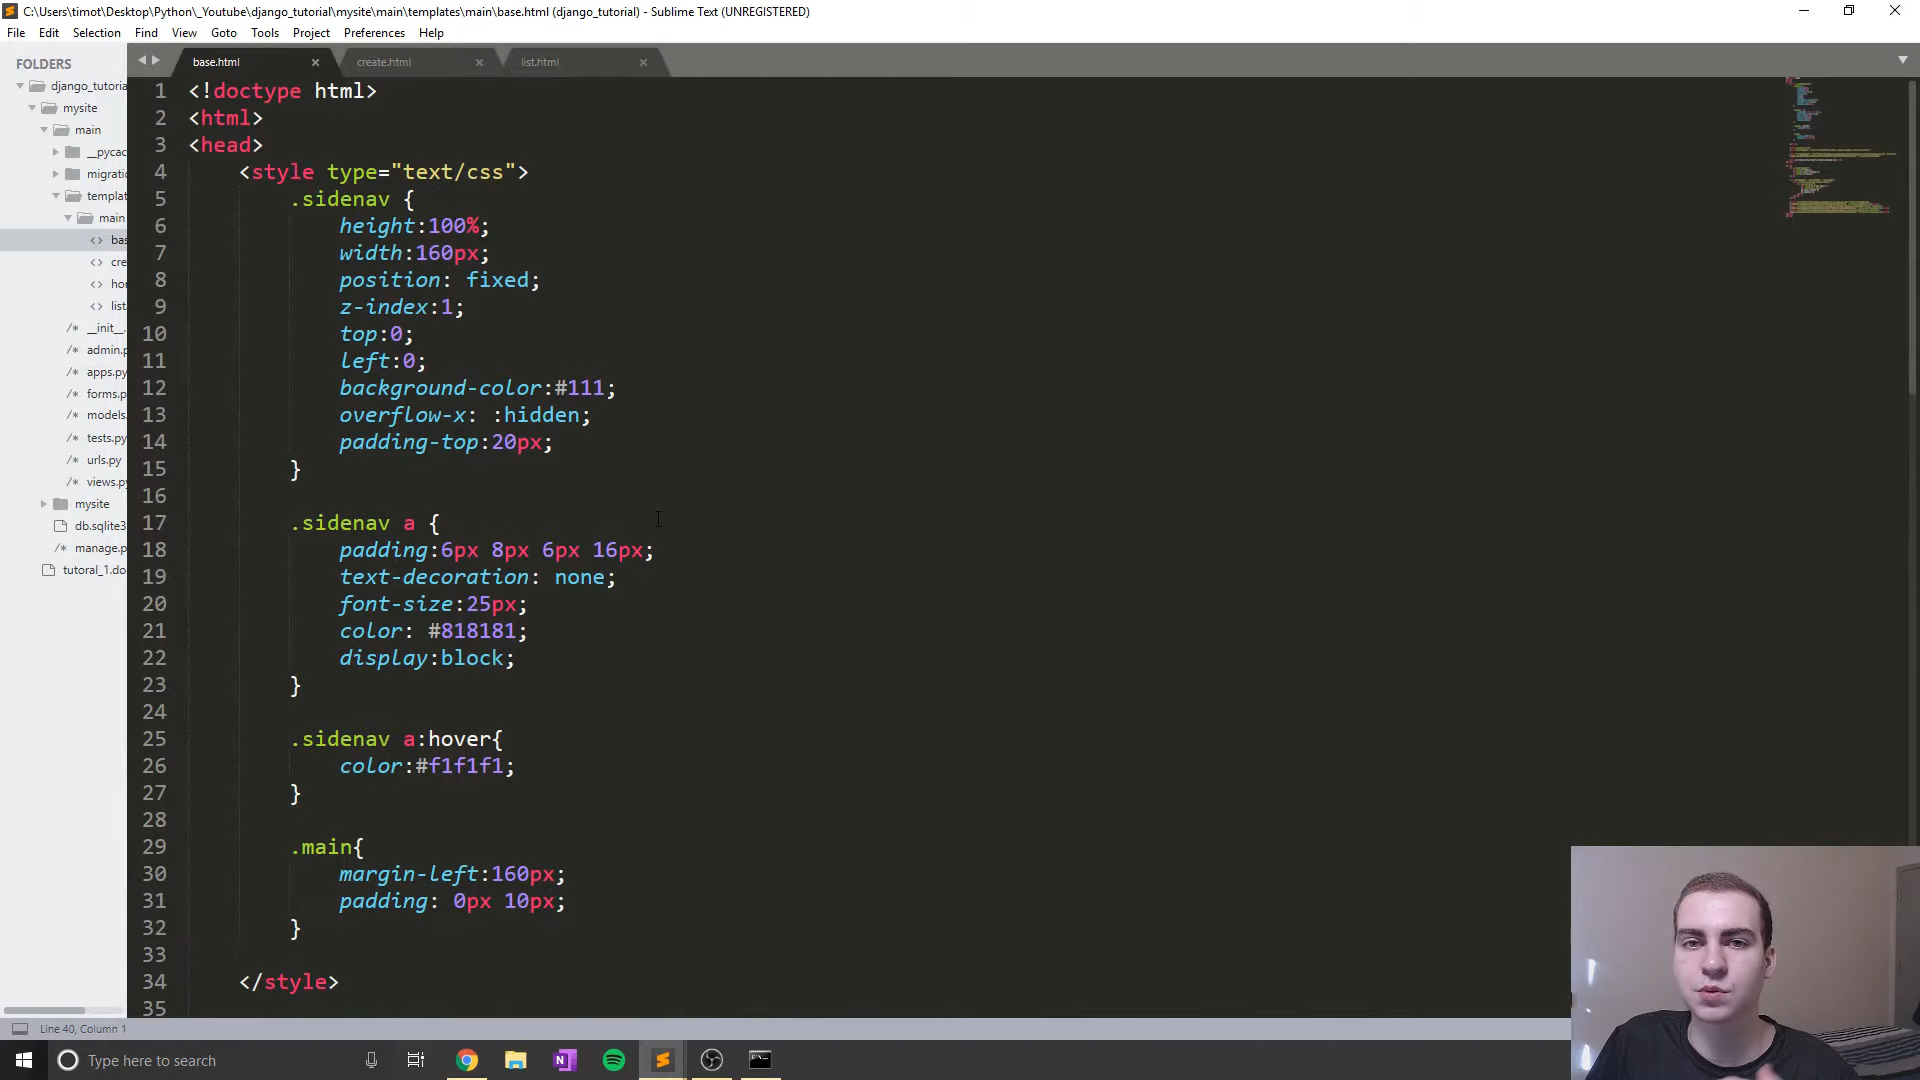 C:\Users\timot\Desktop\Python\_Youtube\django_tutorial\mysite\main\templates\main\base.html (django_tutorial) - Sublime Text (UNREGISTERED)
File Edit Selection Find View Goto Tools Project Preferences Help
FOLDERS
django_tutoria
mysite
main
__pycac
migratio
templat
main
bas
cre
hor
list
__init__.
admin.p
apps.py
forms.p
models.
tests.py
urls.py
views.py
mysite
db.sqlite3
manage.p
tutoral_1.do
base.html create.html list.html
1 <!doctype html>
2 <html>
3 <head>
4 <style type="text/css">
5 .sidenav {
6 height:100%;
7 width:160px;
8 position: fixed;
9 z-index:1;
10 top:0;
11 left:0;
12 background-color:#111;
13 overflow-x: :hidden;
14 padding-top:20px;
15 }
16
17 .sidenav a {
18 padding:6px 8px 6px 16px;
19 text-decoration: none;
20 font-size:25px;
21 color: #818181;
22 display:block;
23 }
24
25 .sidenav a:hover{
26 color:#f1f1f1;
27 }
28
29 .main{
30 margin-left:160px;
31 padding: 0px 10px;
32 }
33
34 </style>
35
Line 40, Column 1
Type here to search